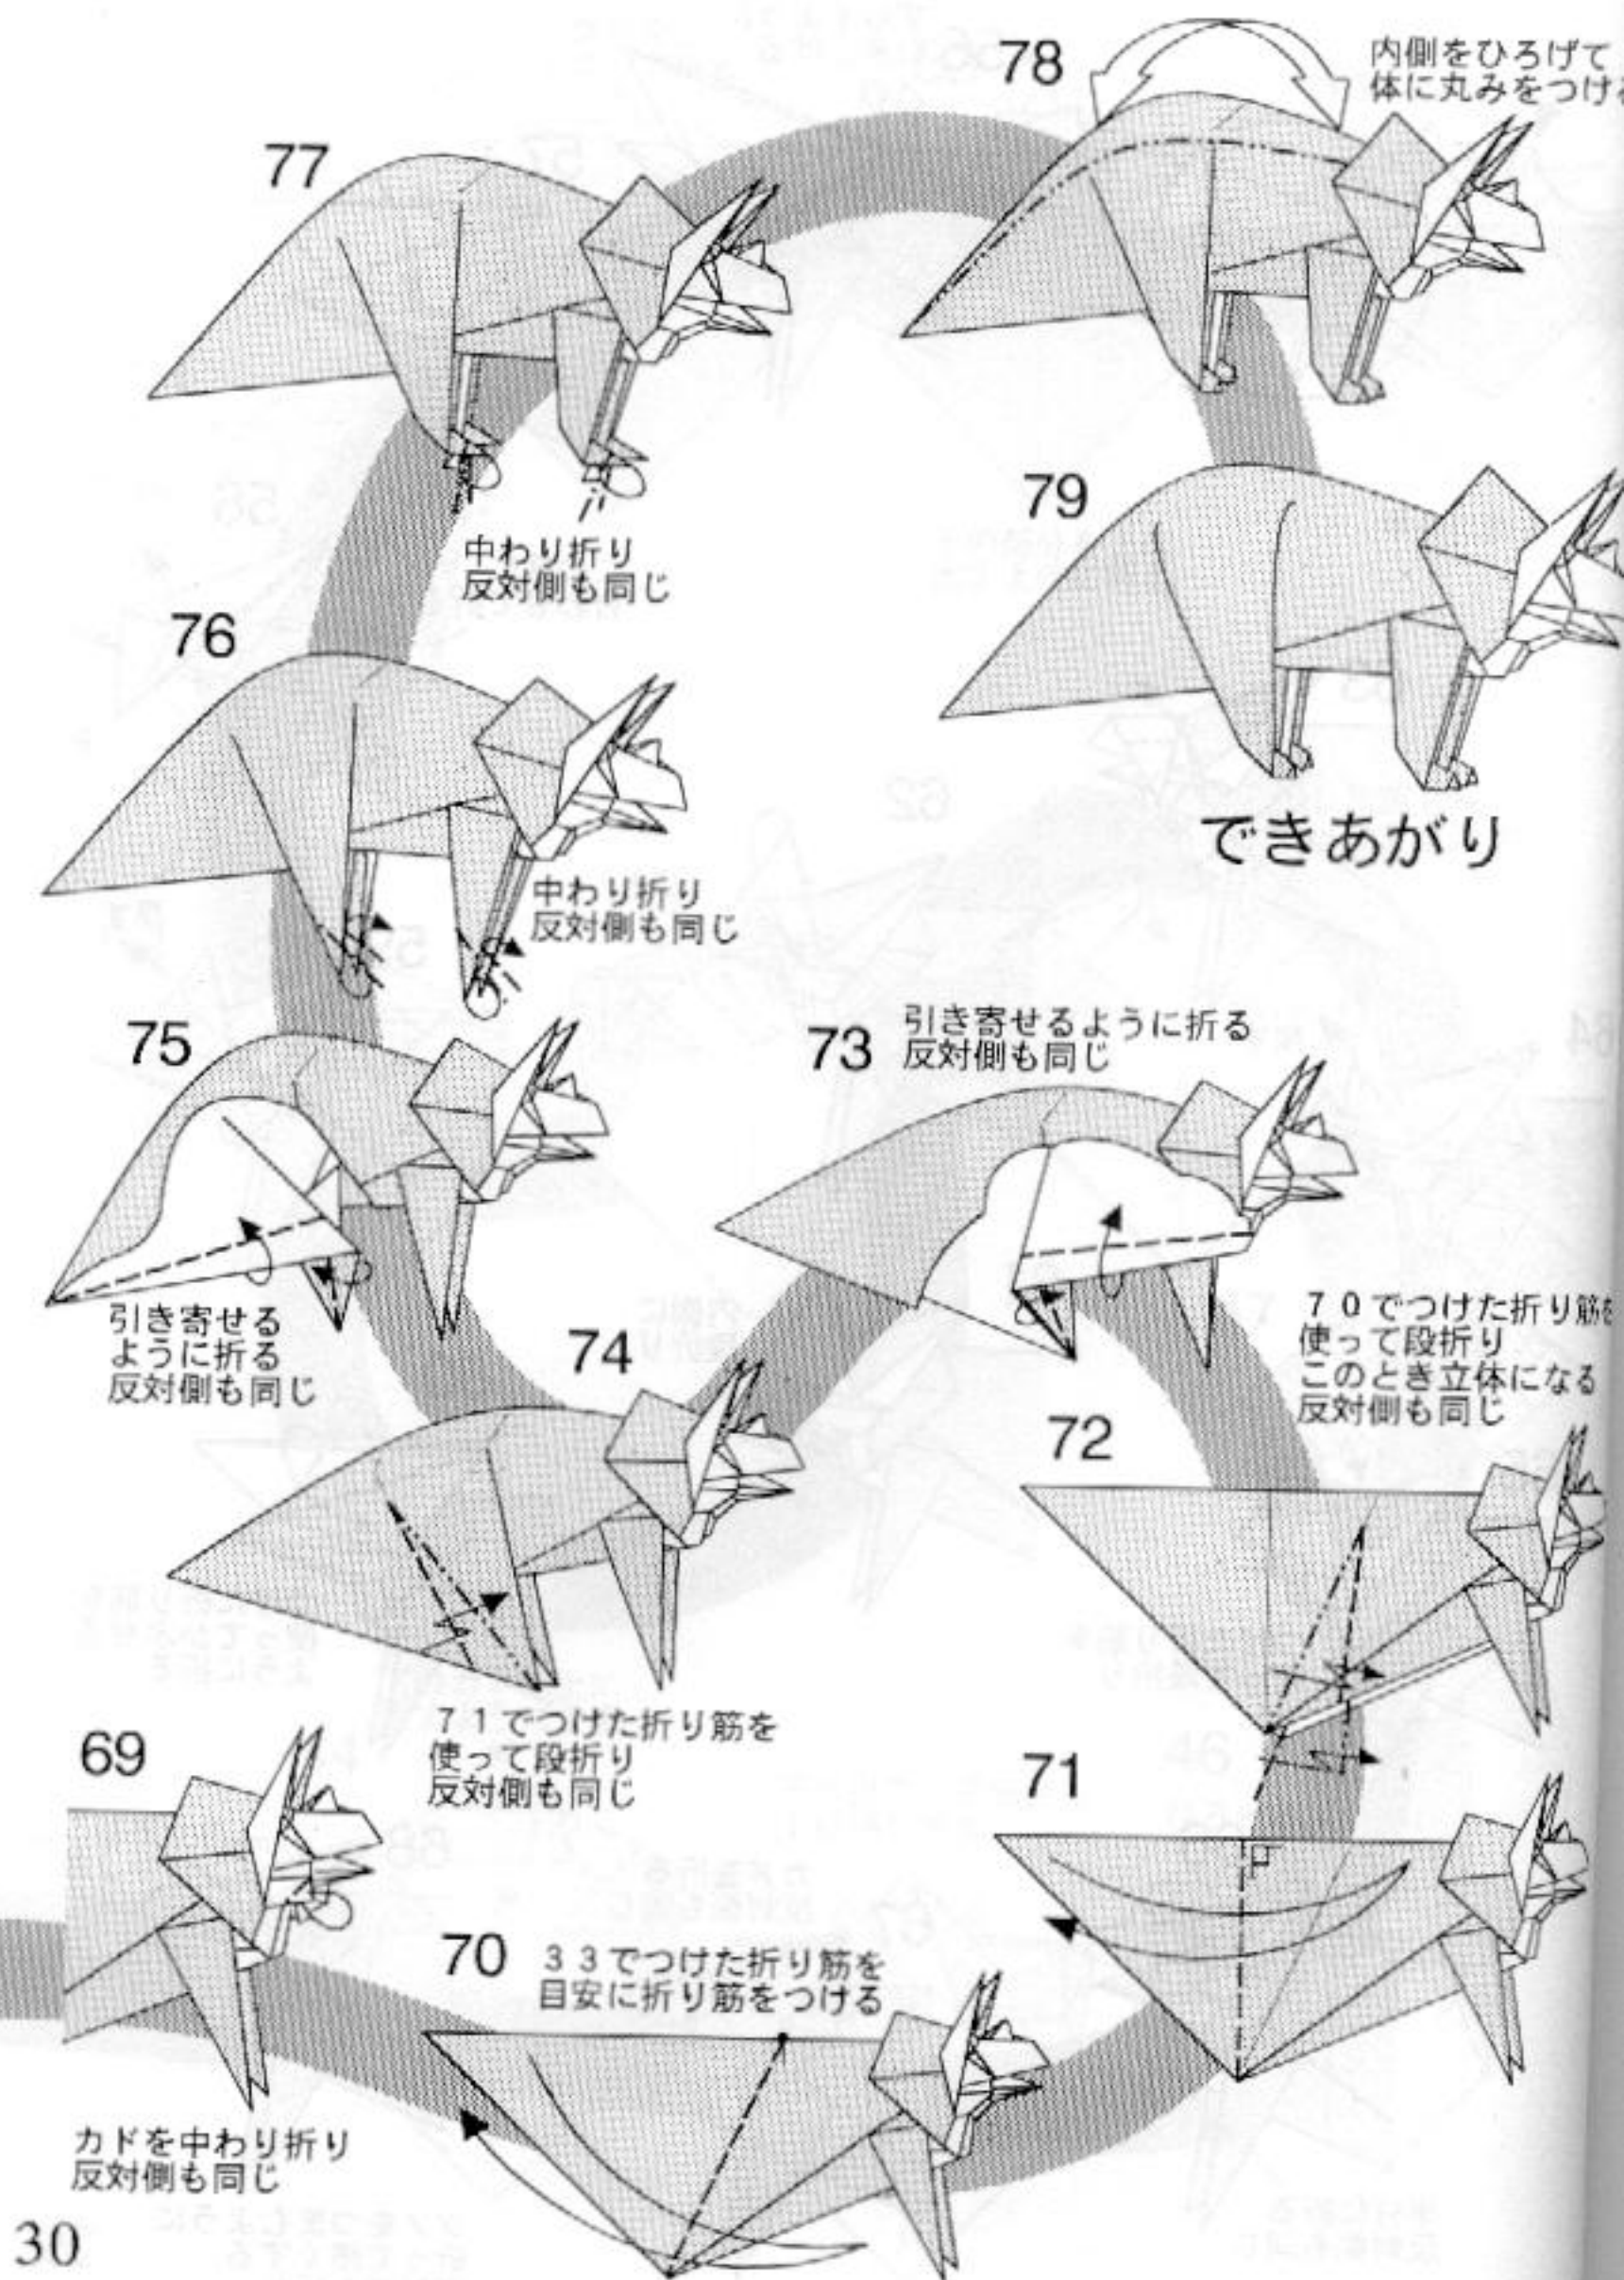 78
内側をひろげて
体に丸みをつける
77
中わり折り
反対側も同じ
79
できあがり
76
中わり折り
反対側も同じ
75
引き寄せる
ように折る
反対側も同じ
73
引き寄せるように折る
反対側も同じ
74
71でつけた折り筋を
使って段折り
反対側も同じ
72
70でつけた折り筋を
使って段折り
このとき立体になる
反対側も同じ
69
カドを中わり折り
反対側も同じ
70
33でつけた折り筋を
目安に折り筋をつける
71
30